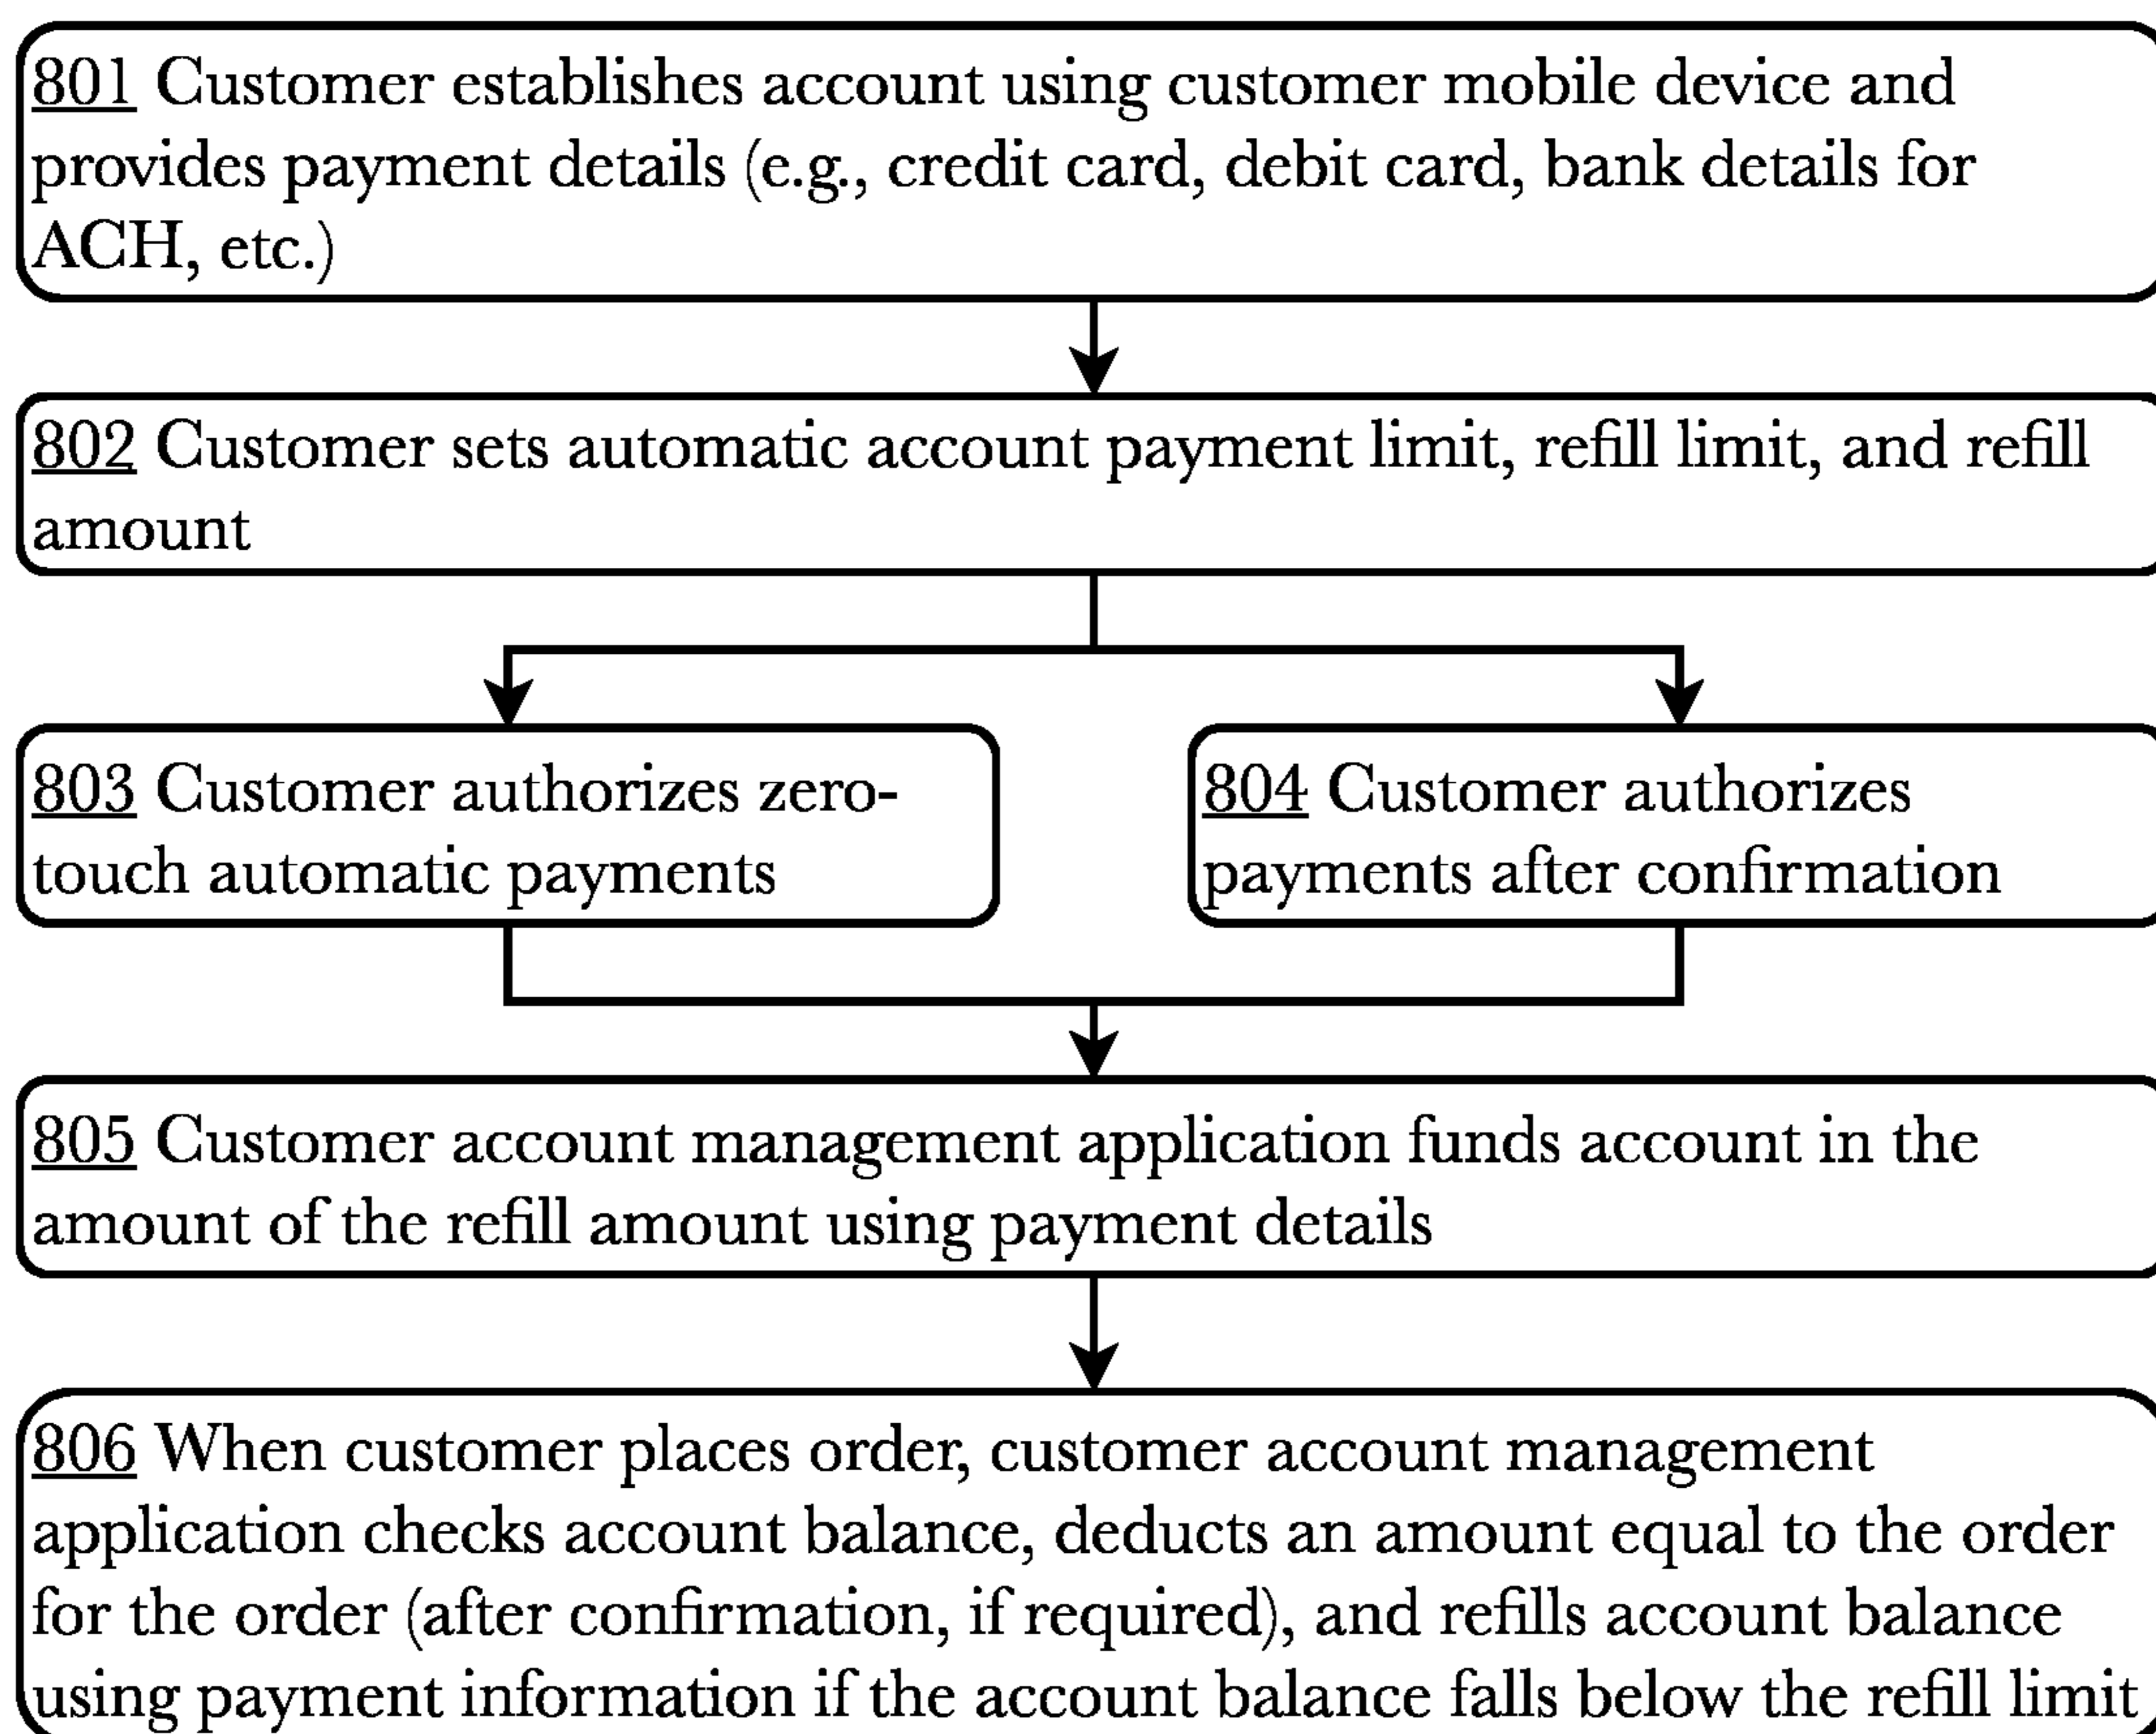 801 Customer establishes account using customer mobile device and
provides payment details (e.g., credit card, debit card, bank details for
ACH, etc.)
802 Customer sets automatic account payment limit, refill limit, and refill
amount
803 Customer authorizes zero-
touch automatic payments
804 Customer authorizes
payments after confirmation
805 Customer account management application funds account in the
amount of the refill amount using payment details
806 When customer places order, customer account management
application checks account balance, deducts an amount equal to the order
for the order (after confirmation, if required), and refills account balance
using payment information if the account balance falls below the refill limit